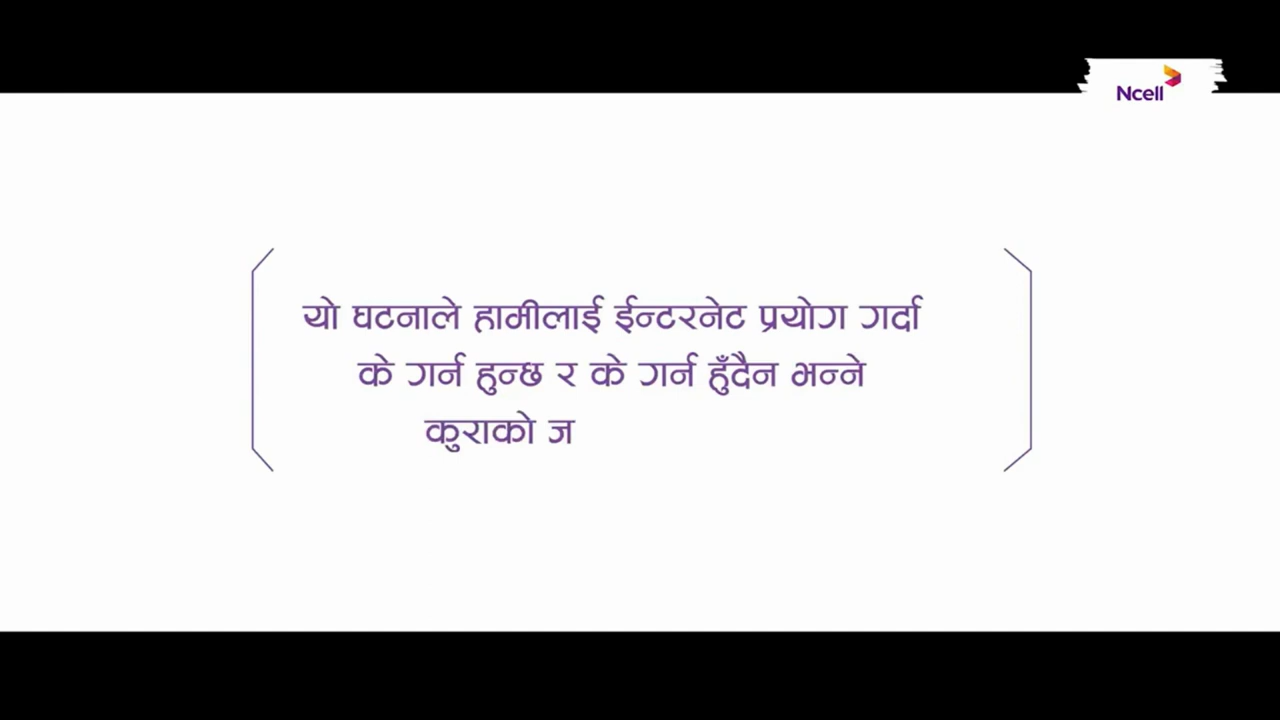 Ncell
यो घटनाले हामीलाई ईन्टरनेट प्रयोग गर्दा
के गर्न हुन्छ र के गर्न हुँदैन भन्ने
कुराको ज